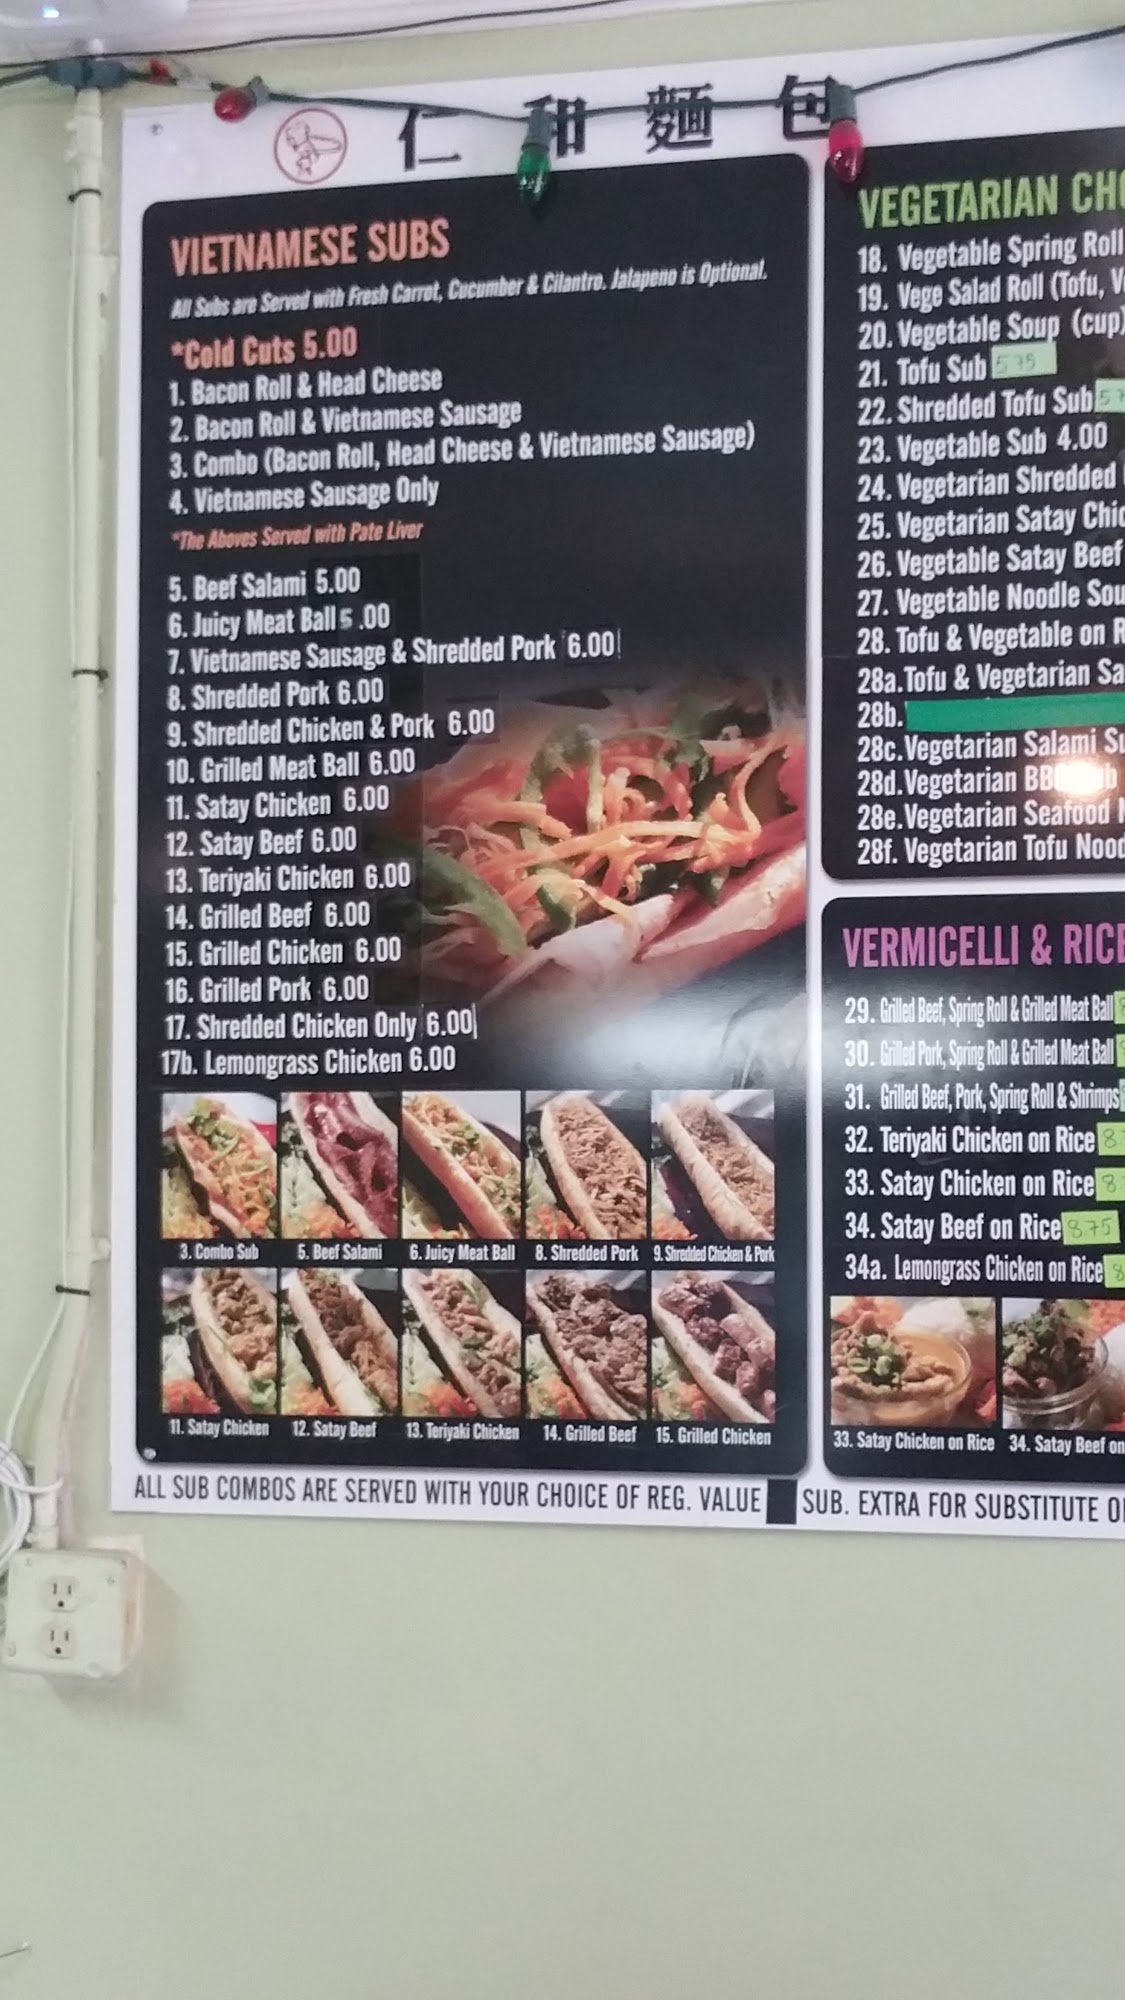 仁和麵包
VIETNAMESE SUBS
All Subs are Served with Fresh Carrot, Cucumber & Cilantro. Jalapeno is Optional.
*Cold Cuts 5.00
1. Bacon Roll & Head Cheese
2. Bacon Roll & Vietnamese Sausage
3. Combo (Bacon Roll, Head Cheese & Vietnamese Sausage)
4. Vietnamese Sausage Only
*The Aboves Served with Pate Liver
5. Beef Salami 5.00
6. Juicy Meat Ball 5.00
7. Vietnamese Sausage & Shredded Pork 6.00
8. Shredded Pork 6.00
9. Shredded Chicken & Pork 6.00
10. Grilled Meat Ball 6.00
11. Satay Chicken 6.00
12. Satay Beef 6.00
13. Teriyaki Chicken 6.00
14. Grilled Beef 6.00
15. Grilled Chicken 6.00
16. Grilled Pork 6.00
17. Shredded Chicken Only 6.00
17b. Lemongrass Chicken 6.00
3. Combo Sub 5. Beef Salami 6. Juicy Meat Ball 8. Shredded Pork 9. Shredded Chicken & Pork
11. Satay Chicken 12. Satay Beef 13. Teriyaki Chicken 14. Grilled Beef 15. Grilled Chicken
VEGETARIAN
18. Vegetable Spring Roll
19. Vege Salad Roll (Tofu,
20. Vegetable Soup (cup)
21. Tofu Sub 5.75
22. Shredded Tofu Sub
23. Vegetable Sub 4.00
24. Vegetarian Shredded
25. Vegetarian Satay
26. Vegetable Satay Beef
27. Vegetable Noodle
28. Tofu & Vegetable on
28a. Tofu & Vegetarian
28b.
28c. Vegetarian Salami
28d. Vegetarian
28e. Vegetarian Seafood
28f. Vegetarian Tofu
VERMICELLI & RICE
29. Grilled Beef, Spring Roll & Grilled Meat Ball
30. Grilled Pork, Spring Roll & Grilled Meat Ball
31. Grilled Beef, Pork, Spring Roll & Shrimps
32. Teriyaki Chicken on Rice
33. Satay Chicken on Rice
34. Satay Beef on Rice 8.75
34a. Lemongrass Chicken on Rice
33. Satay Chicken on Rice 34. Satay Beef on
ALL SUB COMBOS ARE SERVED WITH YOUR CHOICE OF REG. VALUE SUB. EXTRA FOR SUBSTITUTE